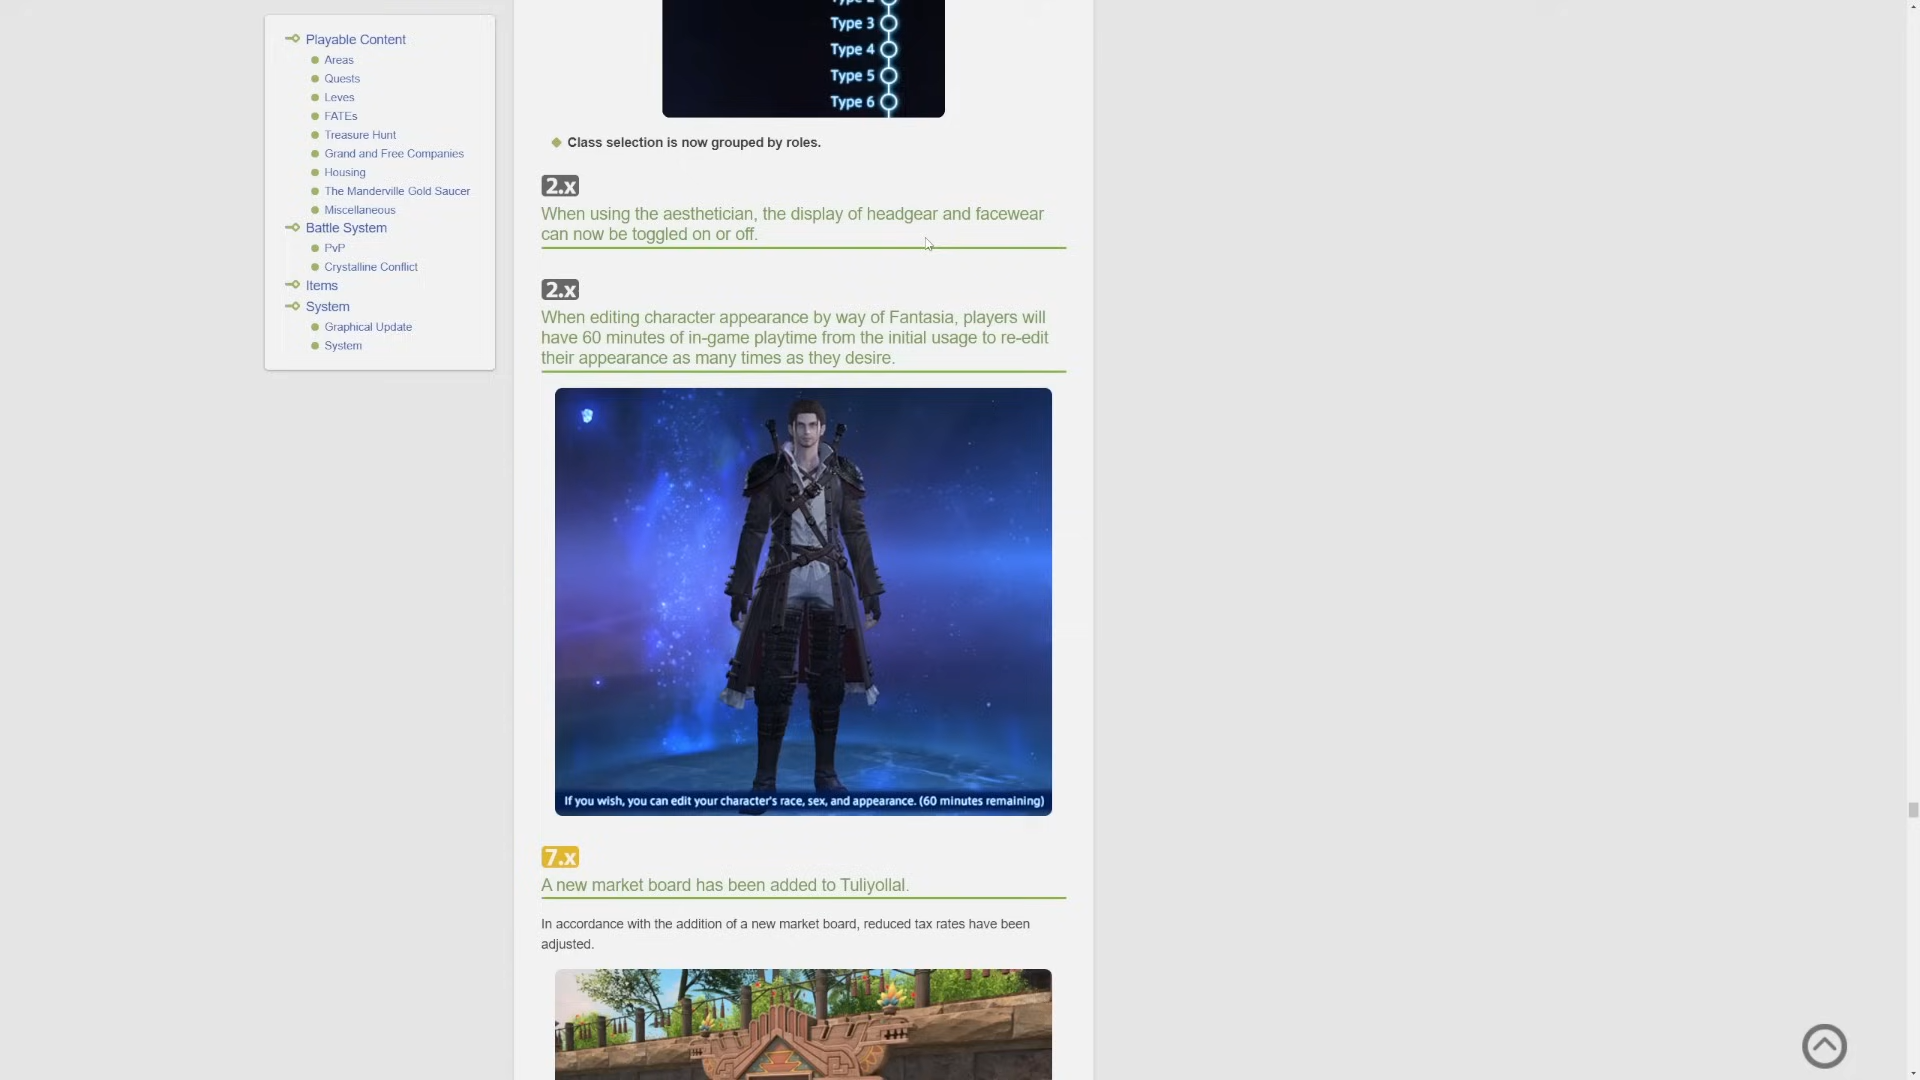 Playable Content
Areas
Quests
Leves
FATEs
Treasure Hunt
Grand and Free Companies
Housing
The Manderville Gold Saucer
Miscellaneous
Battle System
PvP
Crystalline Conflict
Items
System
Graphical Update
System
Type 3
Type 4
Type 5
Type 6
Class selection is now grouped by roles.
2.x
When using the aesthetician, the display of headgear and facewear
can now be toggled on or off.
2.x
When editing character appearance by way of Fantasia, players will
have 60 minutes of in-game playtime from the initial usage to re-edit
their appearance as many times as they desire.
If you wish, you can edit your character's race, sex, and appearance. (60 minutes remaining)
7.x
A new market board has been added to Tuliyollal.
In accordance with the addition of a new market board, reduced tax rates have been
adjusted.